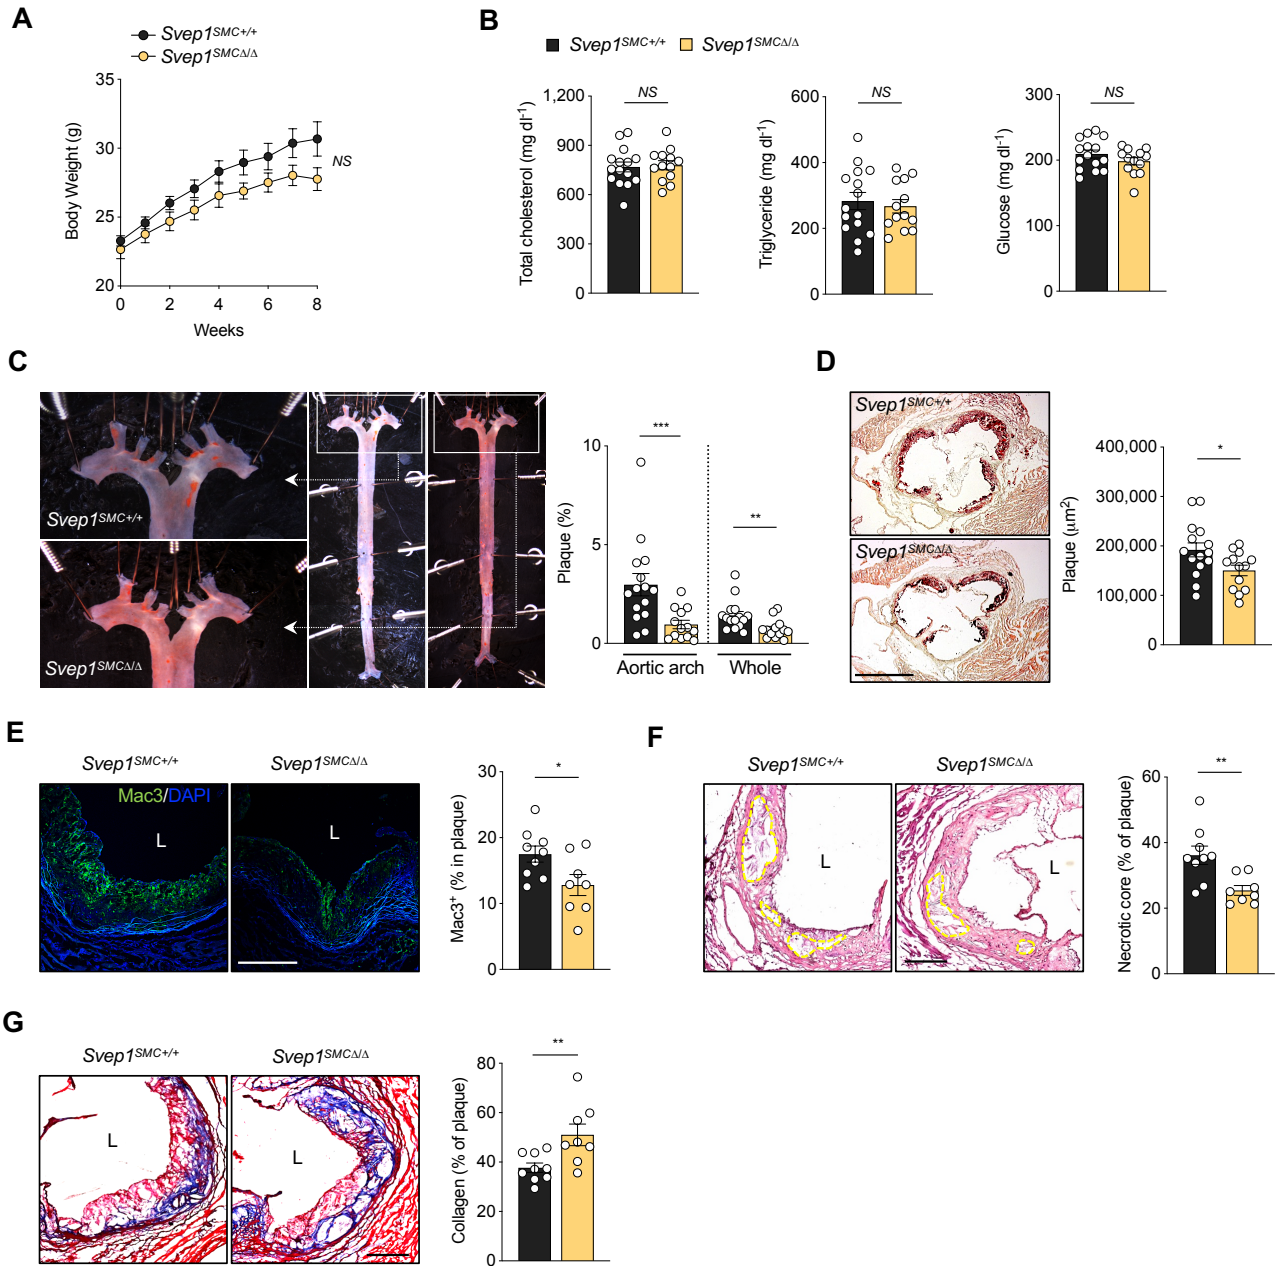 A
Svep1SMC+/+
Svep1SMCΔ/Δ
35
30
25
20
Body Weight (g)
NS
0 2 4 6 8
Weeks
B
Svep1SMC+/+ Svep1SMCΔ/Δ
NS
1,200
900
600
300
0
Total cholesterol (mg dl-1)
NS
600
400
200
0
Triglyceride (mg dl-1)
NS
300
200
100
0
Glucose (mg dl-1)
C
Svep1SMC+/+
Svep1SMCΔ/Δ
10
5
0
Plaque (%)
***
**
Aortic arch Whole
D
Svep1SMC+/+
Svep1SMCΔ/Δ
400,000
300,000
200,000
100,000
0
Plaque (μm2)
*
E
Svep1SMC+/+ Svep1SMCΔ/Δ
Mac3/DAPI
L L
30
20
10
0
Mac3+ (% in plaque)
*
F
Svep1SMC+/+ Svep1SMCΔ/Δ
L L
60
40
20
0
Necrotic core (% of plaque)
**
G
Svep1SMC+/+ Svep1SMCΔ/Δ
L L
80
60
40
20
0
Collagen (% of plaque)
**